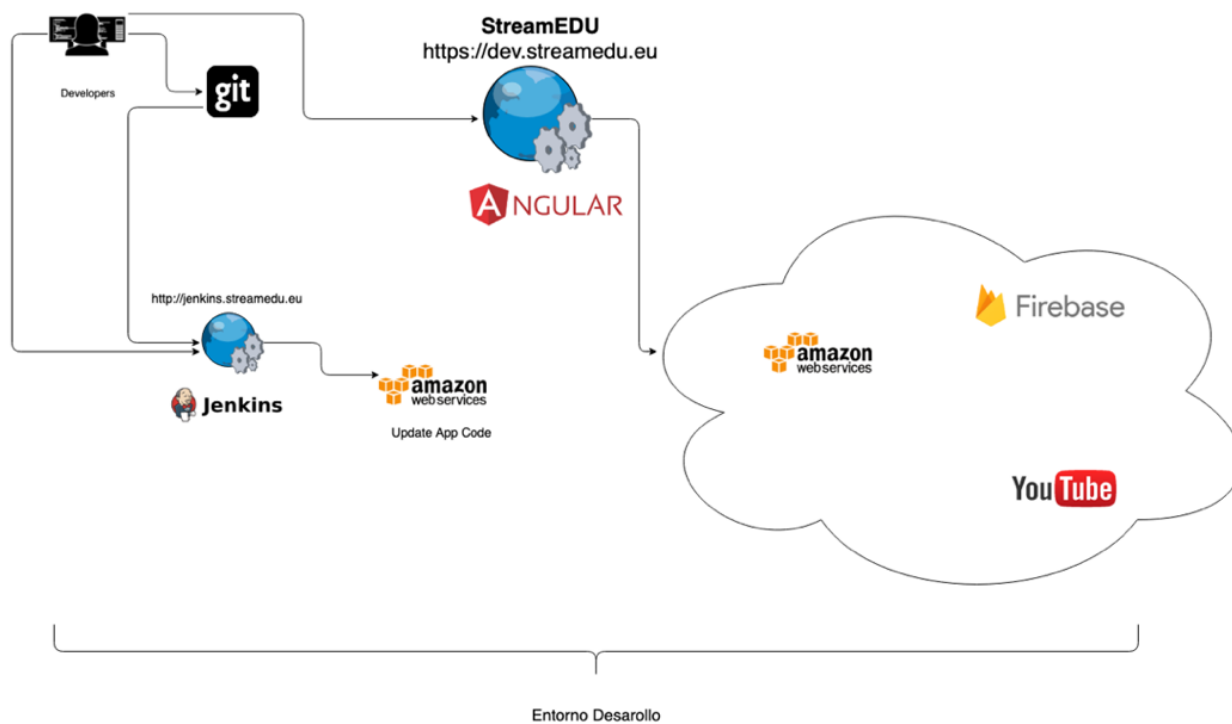 StreamEDU
https://dev.streamedu.eu
Developers
git
ANGULAR
http://jenkins.streamedu.eu
Jenkins
amazon
webservices
Update App Code
Firebase
amazon
webservices
YouTube
Entorno Desarollo